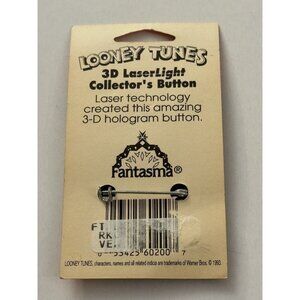 LOONEY TUNES
3D LaserLight
Collector's Button
Laser technology
created this amazing
3-D hologram button.
Fantasma®
LOONEY TUNES, characters, names and all related indicia are trademarks of Warner Bros. © 1993.